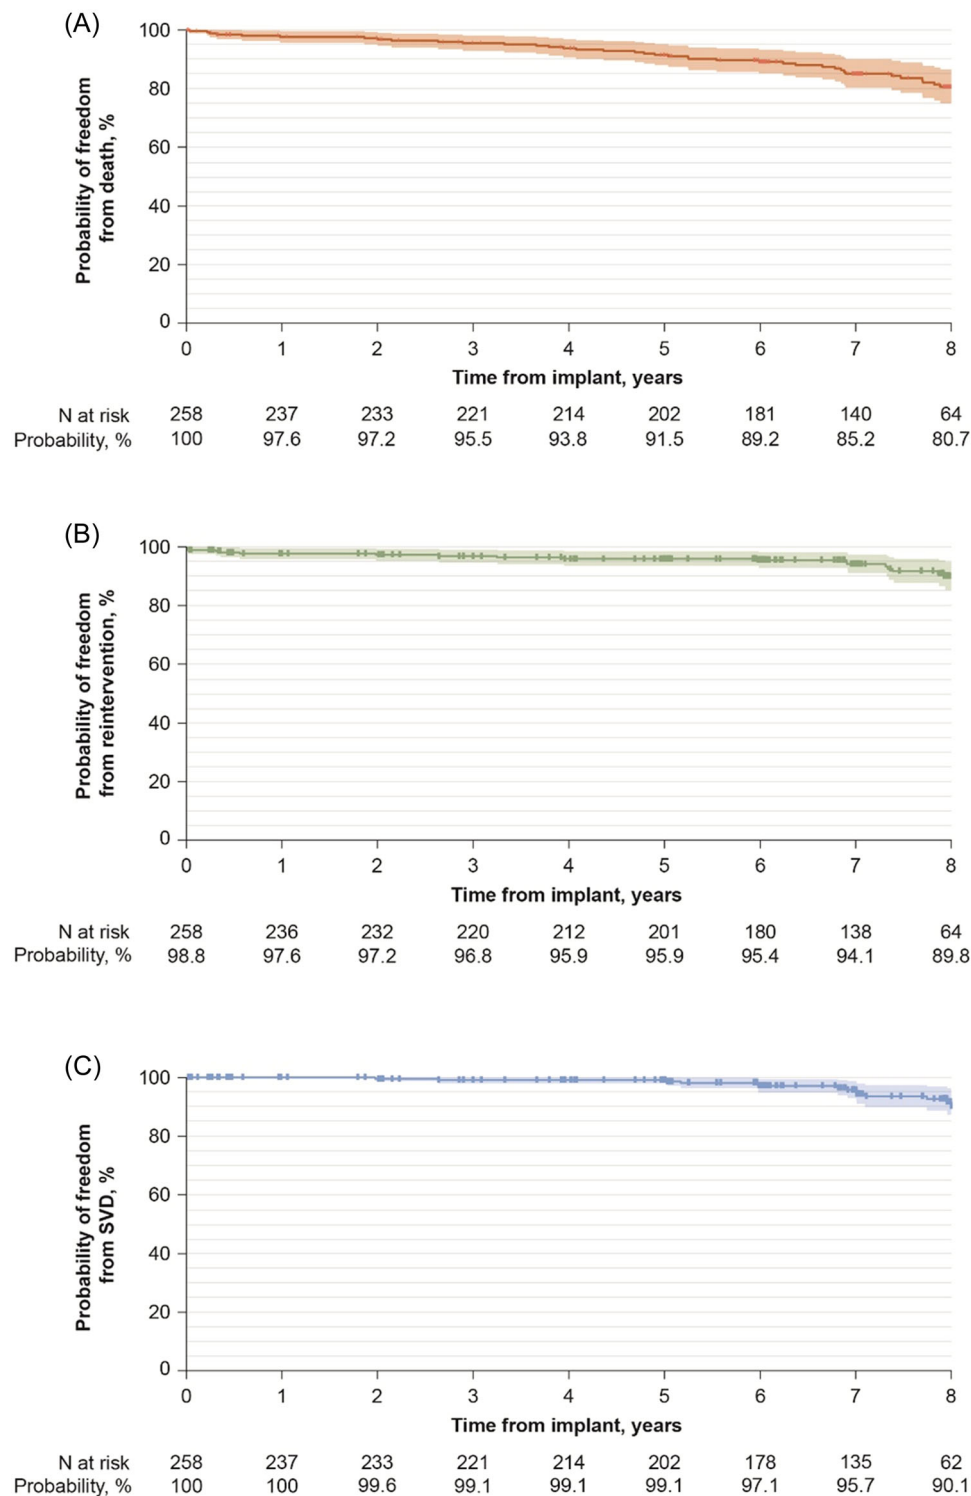 (A)
Probability of freedom
from death, %
100
80
60
40
20
0
0 1 2 3 4 5 6 7 8
Time from implant, years
N at risk 258 237 233 221 214 202 181 140 64
Probability, % 100 97.6 97.2 95.5 93.8 91.5 89.2 85.2 80.7
(B)
Probability of freedom
from reintervention, %
100
80
60
40
20
0
0 1 2 3 4 5 6 7 8
Time from implant, years
N at risk 258 236 232 220 212 201 180 138 64
Probability, % 98.8 97.6 97.2 96.8 95.9 95.9 95.4 94.1 89.8
(C)
Probability of freedom
from SVD, %
100
80
60
40
20
0
0 1 2 3 4 5 6 7 8
Time from implant, years
N at risk 258 237 233 221 214 202 178 135 62
Probability, % 100 100 99.6 99.1 99.1 99.1 97.1 95.7 90.1